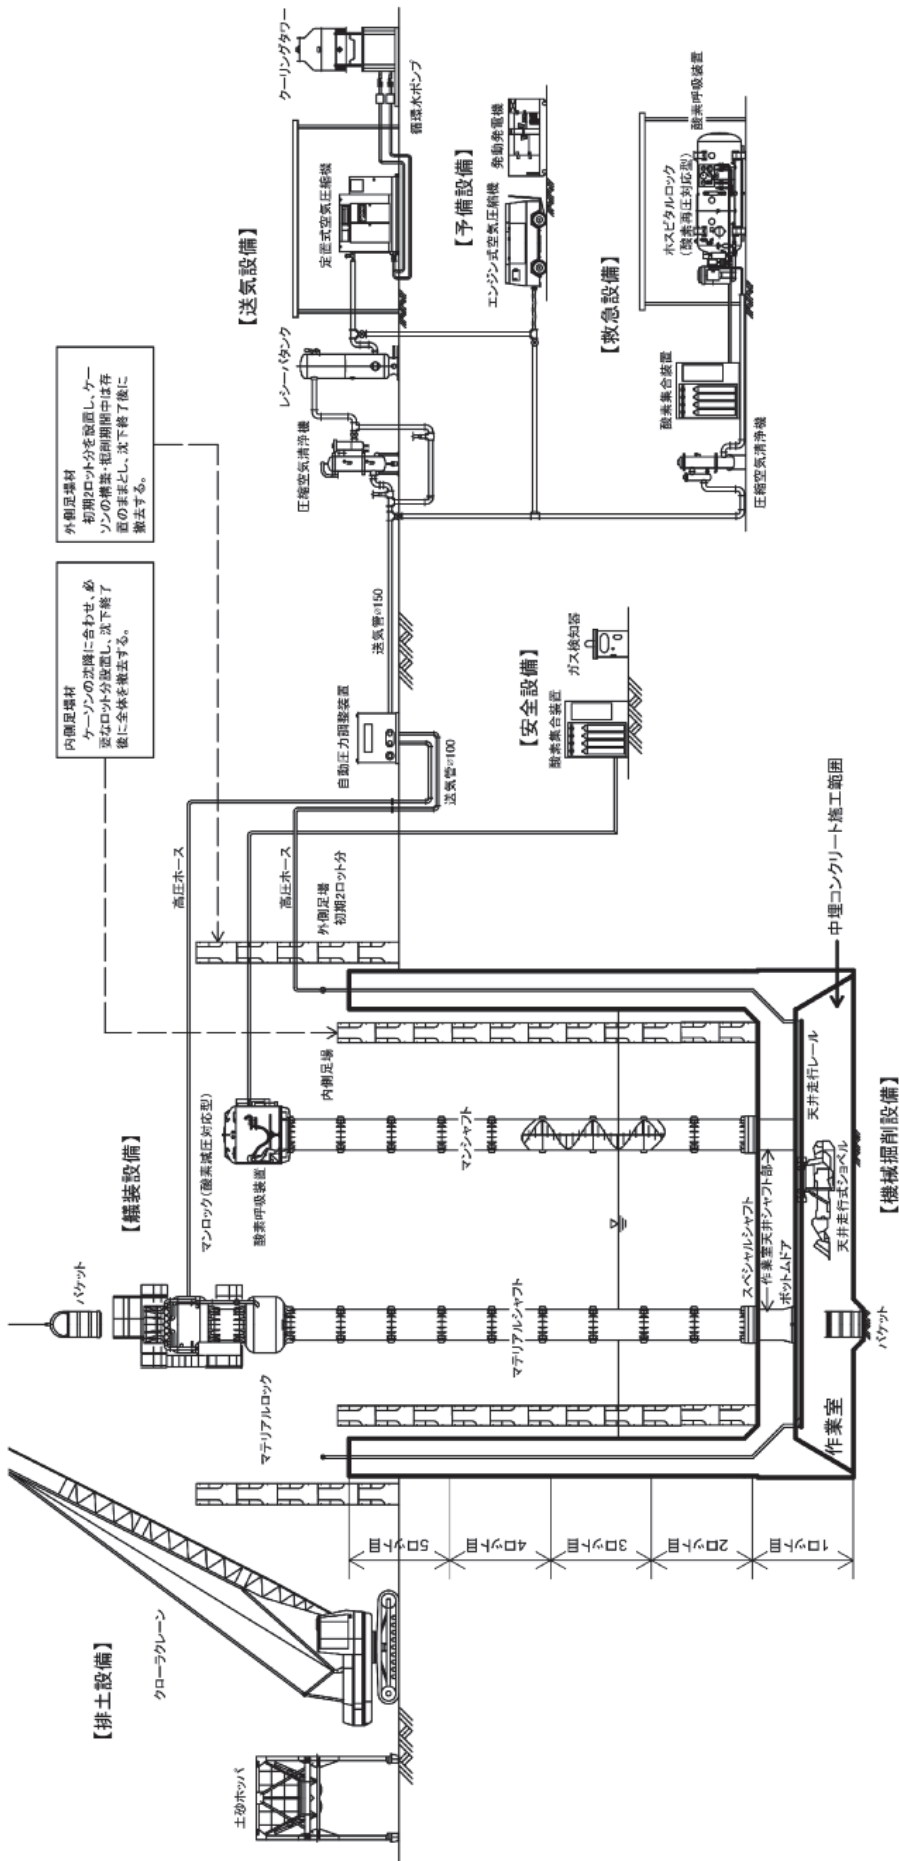 【排土設備】
クローラクレーン
土砂ホッパ
【艤装設備】
バケット
マテリアルロック
マンロック(酸素減圧対応型)
酸素呼吸装置
高圧ホース
高圧ホース
内側足場材
ケーソンの沈降に合わせ、必
要なロット分設置し、沈下終了
後に全体を撤去する。
外側足場材
初期2ロット分を設置し、ケー
ソンの構築・掘削期間中は存
置のままとし、沈下終了後に
撤去する。
内側足場
外側足場
初期2ロット分
マテリアルシャフト
マンシャフト
スペシャルシャフト
作業室天井シャフト部
ボットムドア
天井走行式ショベル
天井走行レール
作業室
バケット
中埋コンクリート施工範囲
【機械掘削設備】
5ロット目
4ロット目
3ロット目
2ロット目
1ロット目
【送気設備】
自動圧力調整装置
送気管φ100
送気管φ150
圧縮空気清浄機
レシーバタンク
定置式空気圧縮機
クーリングタワー
循環水ポンプ
【予備設備】
エンジン式空気圧縮機
発動発電機
【安全設備】
酸素集合装置
ガス検知器
【救急設備】
圧縮空気清浄機
酸素集合装置
ホスピタルロック
(酸素再圧対応型)
酸素呼吸装置